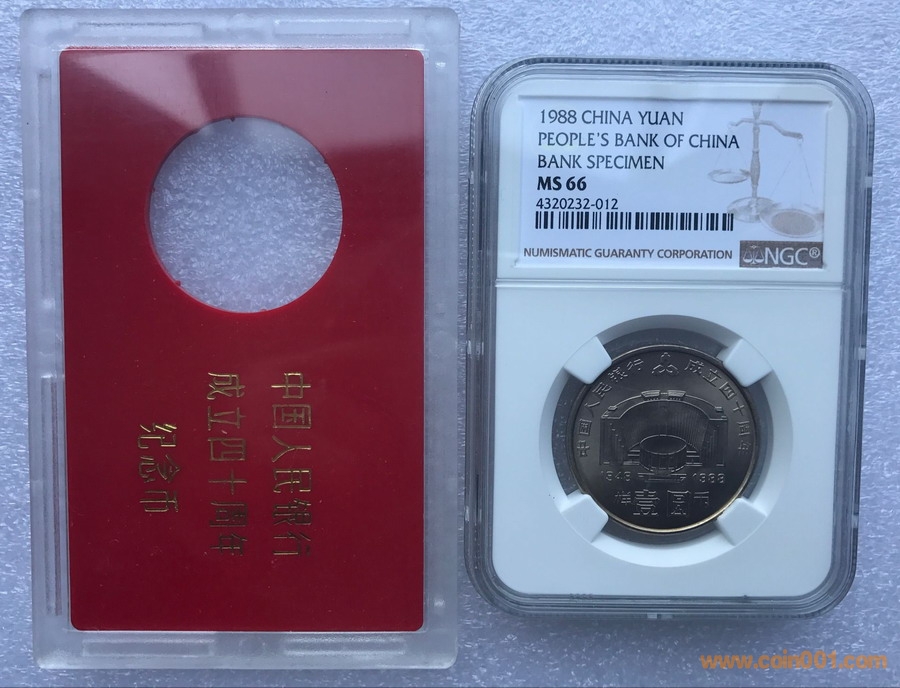 中国人民银行
成立四十周年
纪念币
1988 CHINA YUAN
PEOPLE'S BANK OF CHINA
BANK SPECIMEN
MS 66
4320232-012
NUMISMATIC GUARANTY CORPORATION
NGC®
中国人民银行 成立四十周年
1948 1988
样壹圆币
www.coin001.com